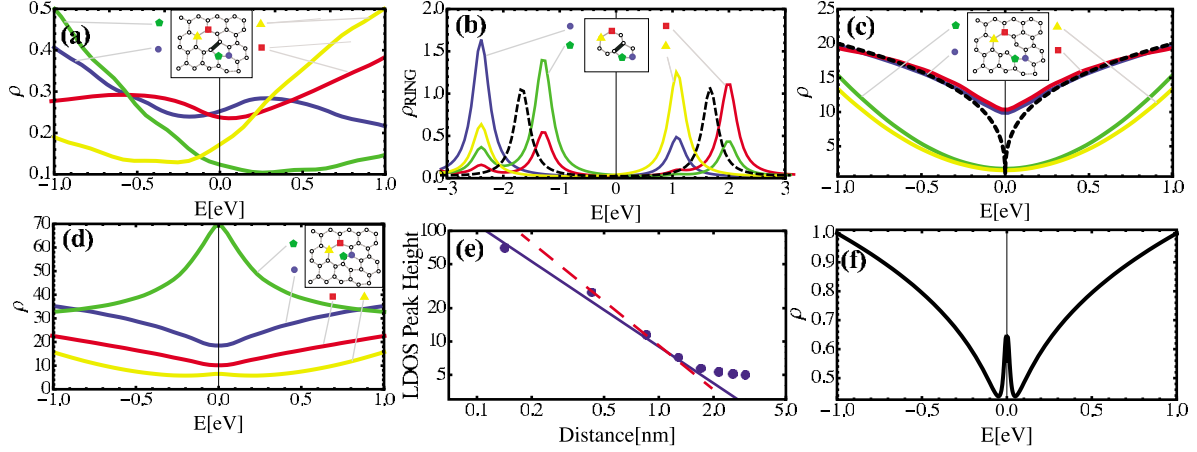 (a)
ρ
0.5
0.4
0.3
0.2
0.1
−1.0 −0.5 0.0 0.5 1.0
E[eV]
(b)
ρRING
2.0
1.5
1.0
0.5
0.0
−3 −2 −1 0 1 2 3
E[eV]
(c)
ρ
25
20
15
10
5
−1.0 −0.5 0.0 0.5 1.0
E[eV]
(d)
ρ
70
60
50
40
30
20
10
0
−1.0 −0.5 0.0 0.5 1.0
E[eV]
(e)
LDOS Peak Height
100
50
20
10
5
0.1 0.2 0.5 1.0 2.0 5.0
Distance[nm]
(f)
ρ
1.0
0.9
0.8
0.7
0.6
0.5
−1.0 −0.5 0.0 0.5 1.0
E[eV]